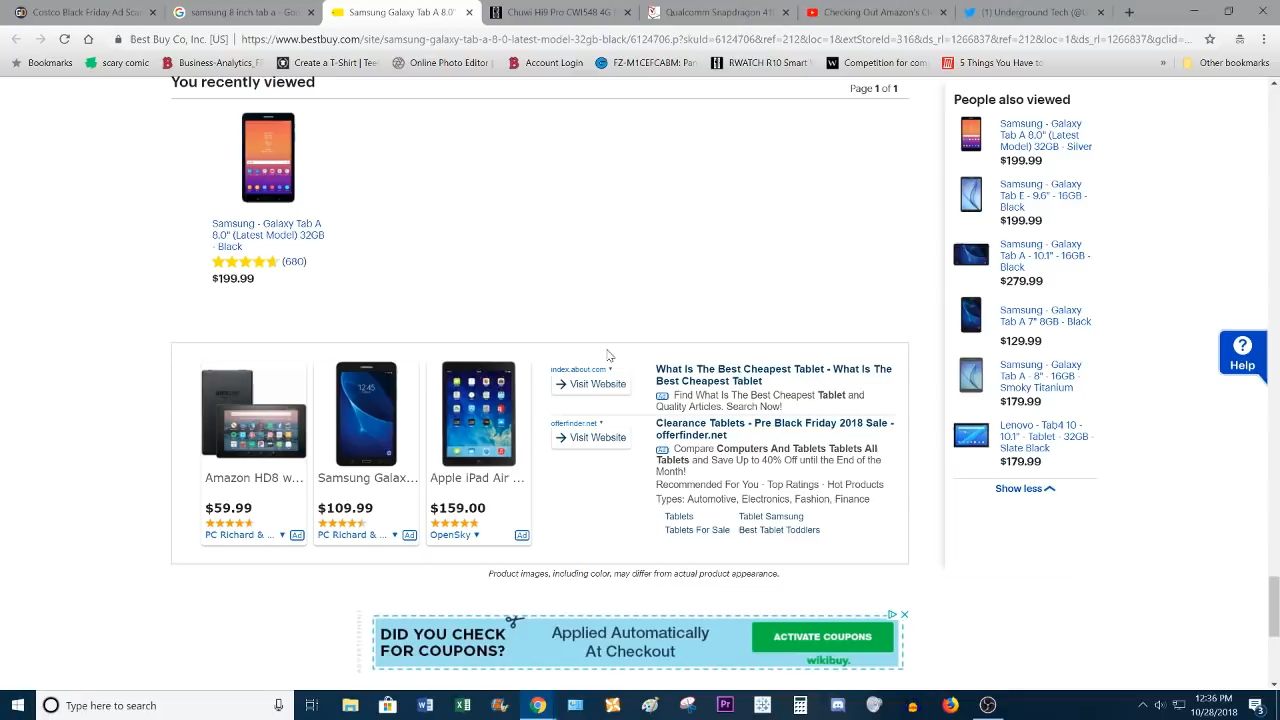 Costco Black Friday Ad Sca
samsung 8 inch tab a - Goo
Samsung Galaxy Tab A 8.0"
Chuwi Hi9 Pro CWI548 4G
Qualcomm Snapdragon
Checking Out Amazon's Ch
(1) Underground Tech (@U
Best Buy Co, Inc. [US] | https://www.bestbuy.com/site/samsung-galaxy-tab-a-8-0-latest-model-32gb-black/6124706.p?skuId=6124706&ref=212&loc=1&extStoreId=316&ds_rl=1266837&ref=212&loc=1&ds_rl=1266837&gclid=...
Bookmarks
scary comic
Business-Analytics_F
Create a T-Shirt | Tee
Online Photo Editor |
Account Login
FZ-M1CEFCABM: Pan
RWATCH R10 Smart
Competition for com
5 Things You Have
»
Other bookmarks
You recently viewed
Page 1 of 1
Samsung - Galaxy Tab A
8.0" (Latest Model) 32GB
- Black
(680)
$199.99
People also viewed
Samsung - Galaxy
Tab A 8.0" (Latest
Model) 32GB - Silver
$199.99
Samsung - Galaxy
Tab E - 9.6" - 16GB -
Black
$199.99
Samsung - Galaxy
Tab A - 10.1" - 16GB -
Black
$279.99
Samsung - Galaxy
Tab A 7" 8GB - Black
$129.99
Samsung - Galaxy
Tab A - 8" - 16GB -
Smoky Titanium
$179.99
Lenovo - Tab4 10 -
10.1" - Tablet - 32GB -
Slate Black
$179.99
Show less
Help
Amazon HD8 w...
$59.99
PC Richard & ... ▼ Ad
Samsung Galax...
$109.99
PC Richard & ... ▼ Ad
Apple iPad Air ...
$159.00
OpenSky ▼ Ad
index.about.com
Visit Website
What Is The Best Cheapest Tablet - What Is The
Best Cheapest Tablet
Ad Find What Is The Best Cheapest Tablet and
Quality Articles. Search Now!
offerfinder.net
Visit Website
Clearance Tablets - Pre Black Friday 2018 Sale -
offerfinder.net
Ad Compare Computers And Tablets Tablets All
Tablets and Save Up to 40% Off until the End of the
Month!
Recommended For You · Top Ratings · Hot Products
Types: Automotive, Electronics, Fashion, Finance
Tablets Tablet Samsung
Tablets For Sale Best Tablet Toddlers
Product images, including color, may differ from actual product appearance.
ADVERTISEMENT
DID YOU CHECK
FOR COUPONS?
Applied Automatically
At Checkout
ACTIVATE COUPONS
wikibuy.
Type here to search
12:36 PM
10/28/2018
3